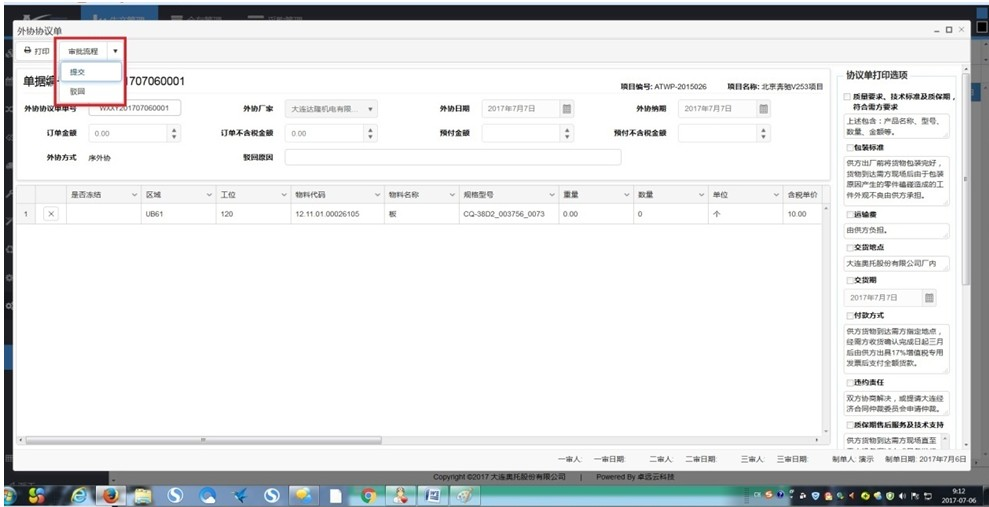 外协协议单
打印 审批流程
提交
驳回
单据编 1707060001 项目编号: ATWP-2015026 项目名称: 北京奔驰V253项目
外协协议单单号 WXXY201707060001 外协厂家 大连达隆机电有限... 外协日期 2017年7月7日 外协纳期 2017年7月7日
订单金额 0.00 订单不含税金额 0.00 预付金额 预付不含税金额
外协方式 序外协 驳回原因
是否冻结 区域 工位 物料代码 物料名称 规格型号 重量 数量 单位 含税单价
1 UB61 120 12.11.01.00026105 板 CQ-38D2_003756_0073 0.00 0 个 10.00
协议单打印选项
质量要求、技术标准及质保期，
符合需方要求
上述包含：产品名称、型号、
数量、金额等。
包装标准
供方出厂前将货物包装完好，
货物到达需方现场后由于包装
原因产生的零件磕碰造成的工
件外观不良由供方承担。
运输费
由供方负担。
交货地点
大连奥托股份有限公司厂内
交货期
2017年7月7日
付款方式
供方货物到达需方指定地点，
经需方收货确认完成日起三月
后由供方出具17%增值税专用
发票后支付全额货款。
违约责任
双方协商解决，或提请大连经
济合同仲裁委员会申请仲裁。
质保期售后服务及技术支持
供方货物到达需方现场直至
一审人: 一审日期: 二审人: 二审日期: 三审人: 三审日期: 制单人: 演示 制单日期: 2017年7月6日
Copyright ©2017 大连奥托股份有限公司 | Powered By 卓远云科技
9:12
2017-07-06